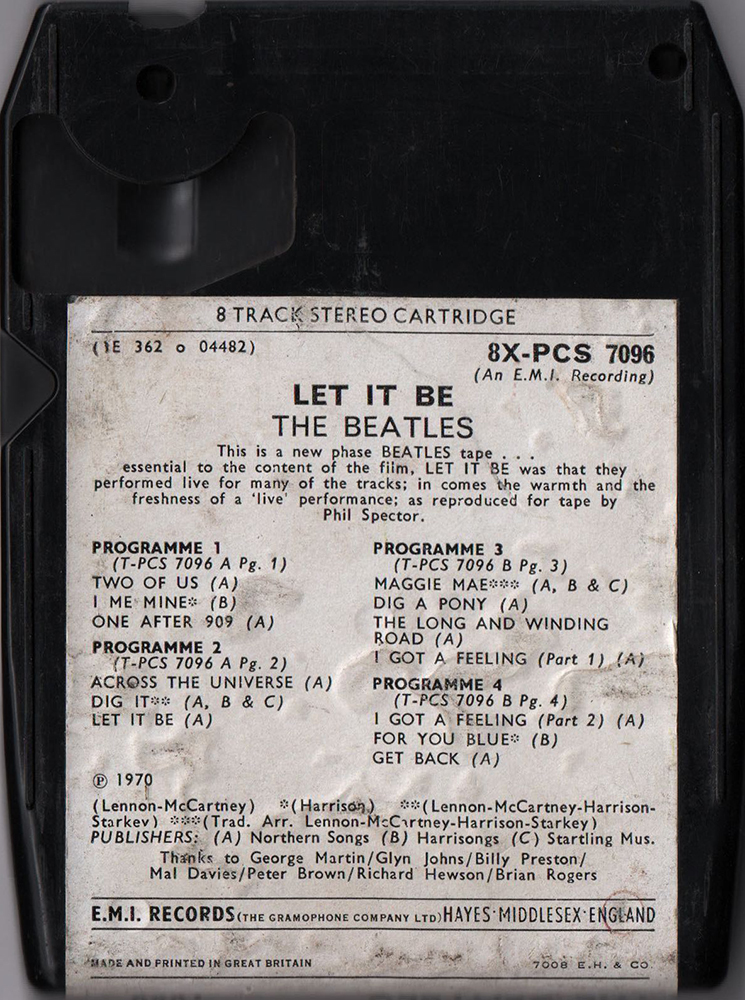 8 TRACK STEREO CARTRIDGE
(1E 362 o 04482)
8X-PCS 7096
(An E.M.I. Recording)
LET IT BE
THE BEATLES
This is a new phase BEATLES tape . . .
essential to the content of the film, LET IT BE was that they
performed live for many of the tracks; in comes the warmth and the
freshness of a 'live' performance; as reproduced for tape by
Phil Spector.
PROGRAMME 1
(T-PCS 7096 A Pg. 1)
TWO OF US (A)
I ME MINE* (B)
ONE AFTER 909 (A)
PROGRAMME 2
(T-PCS 7096 A Pg. 2)
ACROSS THE UNIVERSE (A)
DIG IT** (A, B & C)
LET IT BE (A)
PROGRAMME 3
(T-PCS 7096 B Pg. 3)
MAGGIE MAE*** (A, B & C)
DIG A PONY (A)
THE LONG AND WINDING
ROAD (A)
I GOT A FEELING (Part 1) (A)
PROGRAMME 4
(T-PCS 7096 B Pg. 4)
I GOT A FEELING (Part 2) (A)
FOR YOU BLUE* (B)
GET BACK (A)
℗ 1970
(Lennon-McCartney) *(Harrison) **(Lennon-McCartney-Harrison-
Starkey) ***(Trad. Arr. Lennon-McCartney-Harrison-Starkey)
PUBLISHERS: (A) Northern Songs (B) Harrisongs (C) Startling Mus.
Thanks to George Martin/Glyn Johns/Billy Preston/
Mal Davies/Peter Brown/Richard Hewson/Brian Rogers
E.M.I. RECORDS (THE GRAMOPHONE COMPANY LTD) HAYES·MIDDLESEX·ENGLAND
MADE AND PRINTED IN GREAT BRITAIN
7008 E.H. & CO.